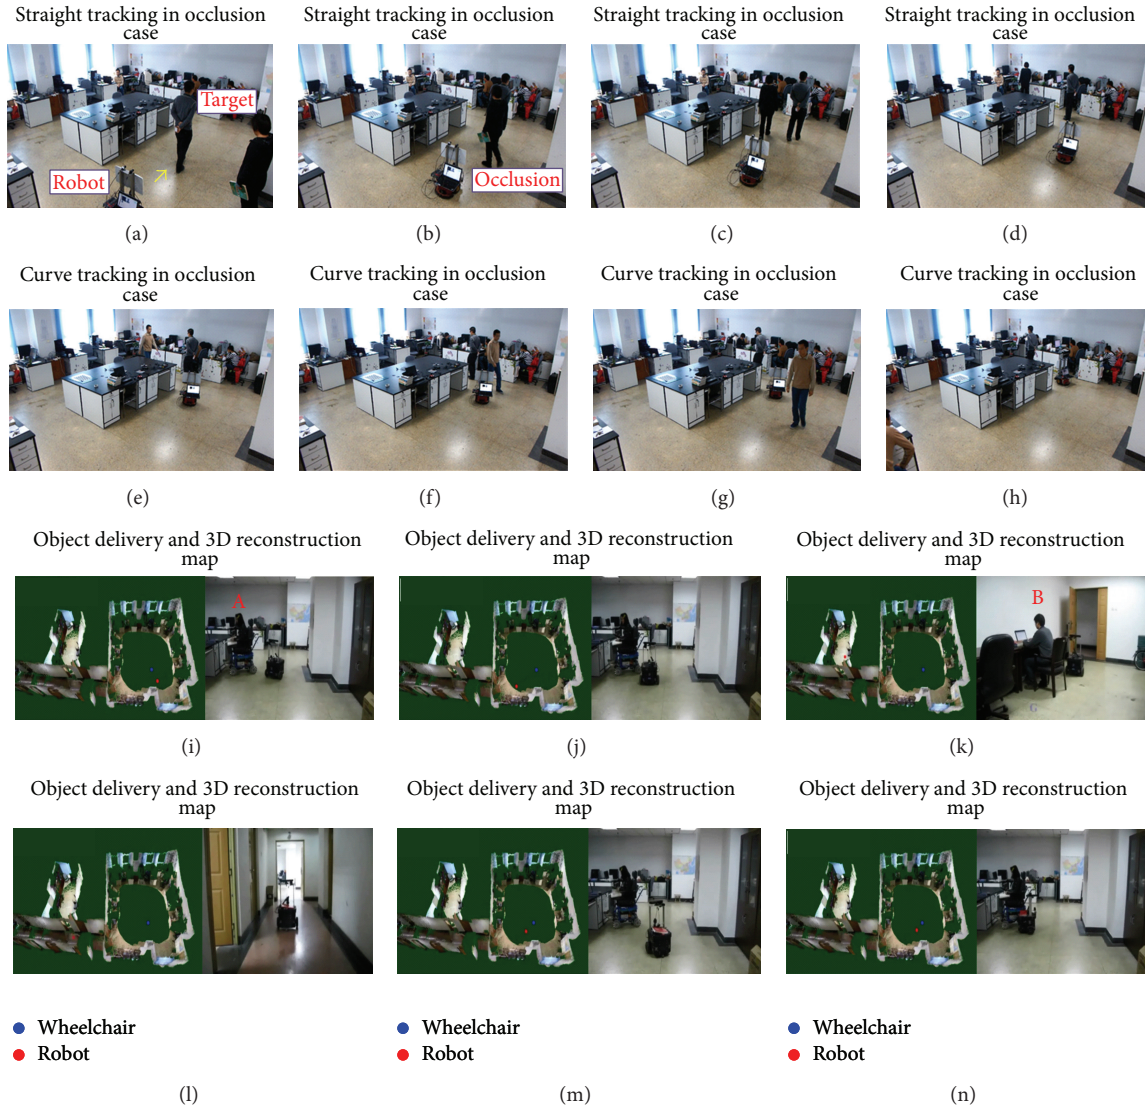 Straight tracking in occlusion
case
Straight tracking in occlusion
case
Straight tracking in occlusion
case
Straight tracking in occlusion
case
Target
Robot
Occlusion
(a)
(b)
(c)
(d)
Curve tracking in occlusion
case
Curve tracking in occlusion
case
Curve tracking in occlusion
case
Curve tracking in occlusion
case
(e)
(f)
(g)
(h)
Object delivery and 3D reconstruction
map
Object delivery and 3D reconstruction
map
Object delivery and 3D reconstruction
map
A
B
G
(i)
(j)
(k)
Object delivery and 3D reconstruction
map
Object delivery and 3D reconstruction
map
Object delivery and 3D reconstruction
map
Wheelchair
Robot
Wheelchair
Robot
Wheelchair
Robot
(l)
(m)
(n)